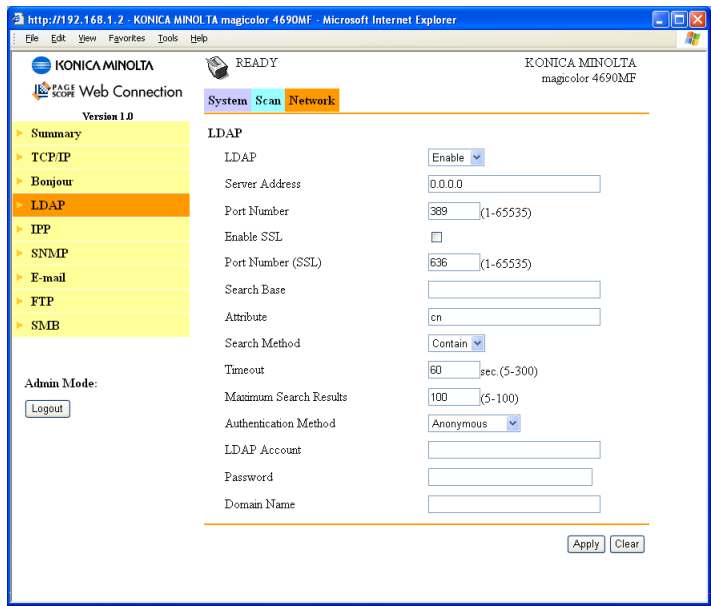 http://192.168.1.2 - KONICA MINOLTA magicolor 4690MF - Microsoft Internet Explorer
File Edit View Favorites Tools Help
KONICA MINOLTA
PAGE SCOPE Web Connection
Version 1.0
READY
KONICA MINOLTA
magicolor 4690MF
System Scan Network
Summary
TCP/IP
Bonjour
LDAP
IPP
SNMP
E-mail
FTP
SMB
Admin Mode:
Logout
LDAP
LDAP Enable
Server Address 0.0.0.0
Port Number 389 (1-65535)
Enable SSL
Port Number (SSL) 636 (1-65535)
Search Base
Attribute cn
Search Method Contain
Timeout 60 sec.(5-300)
Maximum Search Results 100 (5-100)
Authentication Method Anonymous
LDAP Account
Password
Domain Name
Apply Clear